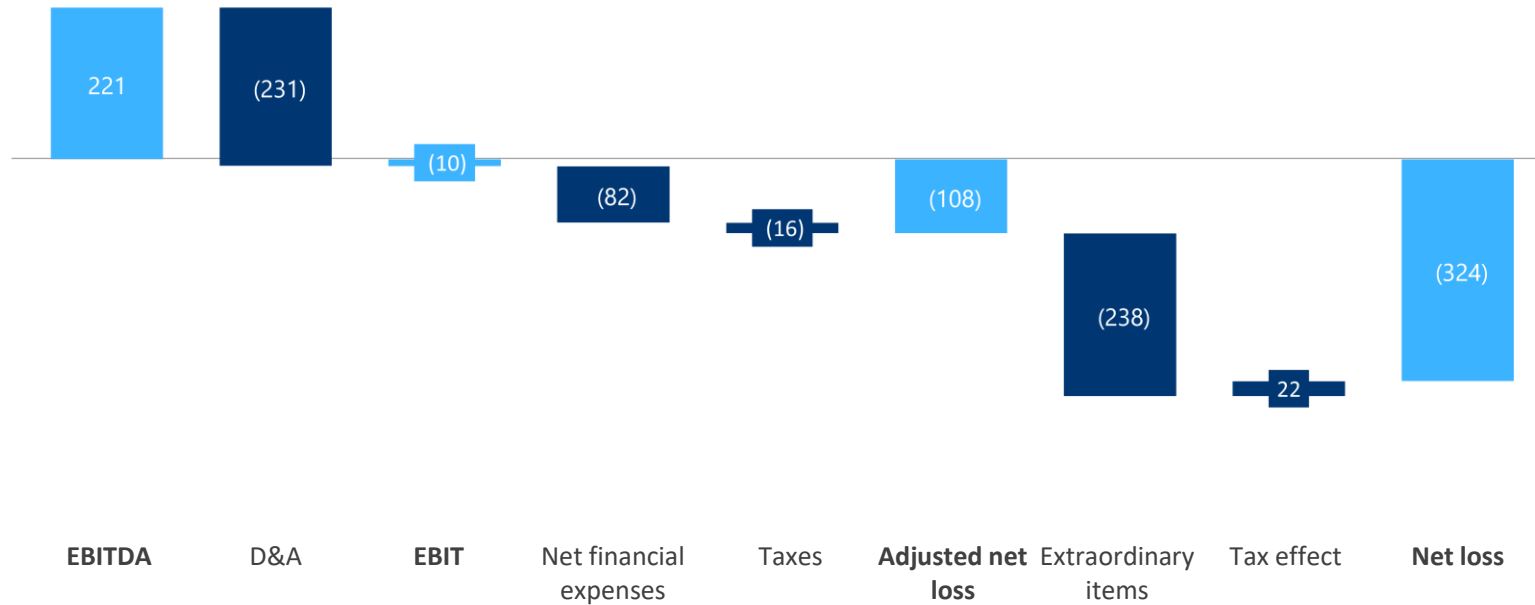 221
(231)
(10)
(82)
(16)
(108)
(238)
22
(324)
EBITDA
D&A
EBIT
Net financial
expenses
Taxes
Adjusted net
loss
Extraordinary
items
Tax effect
Net loss